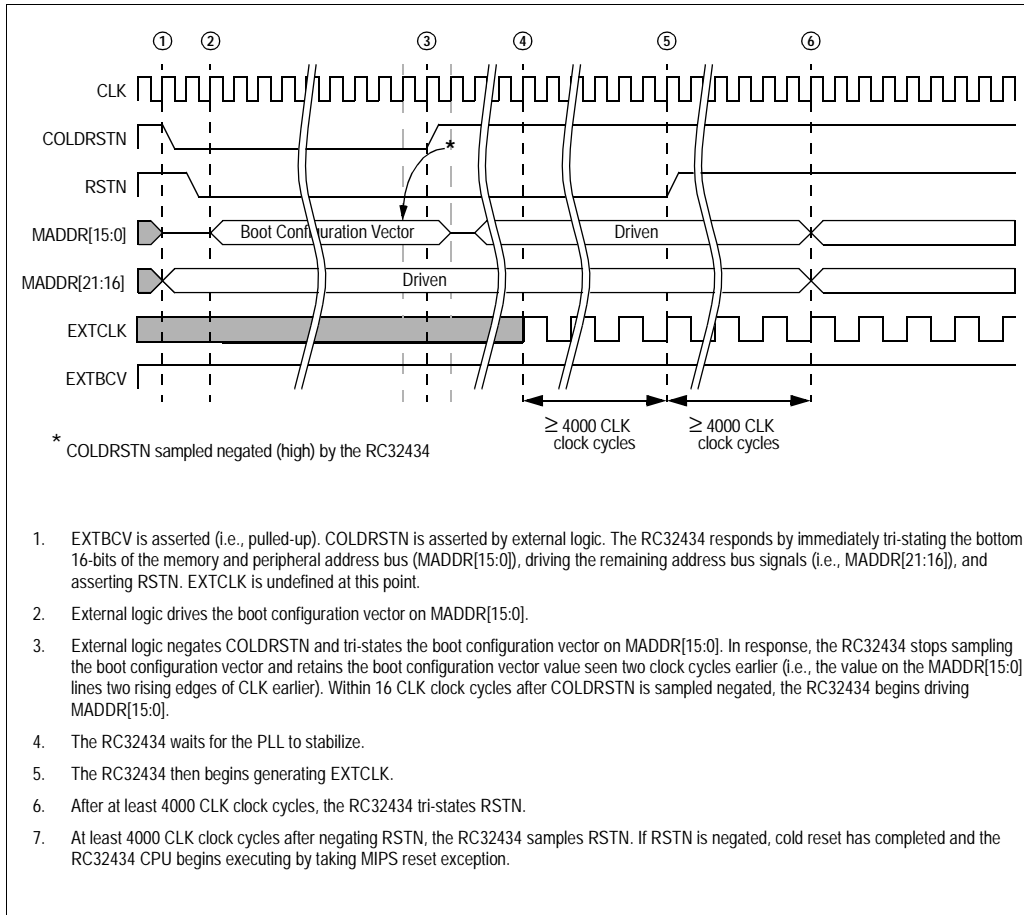 1 2 3 4 5 6
CLK
COLDRSTN
*
RSTN
MADDR[15:0] Boot Configuration Vector Driven
MADDR[21:16] Driven
EXTCLK
EXTBCV
≥ 4000 CLK
clock cycles
≥ 4000 CLK
clock cycles
* COLDRSTN sampled negated (high) by the RC32434
1. EXTBCV is asserted (i.e., pulled-up). COLDRSTN is asserted by external logic. The RC32434 responds by immediately tri-stating the bottom
16-bits of the memory and peripheral address bus (MADDR[15:0]), driving the remaining address bus signals (i.e., MADDR[21:16]), and
asserting RSTN. EXTCLK is undefined at this point.
2. External logic drives the boot configuration vector on MADDR[15:0].
3. External logic negates COLDRSTN and tri-states the boot configuration vector on MADDR[15:0]. In response, the RC32434 stops sampling
the boot configuration vector and retains the boot configuration vector value seen two clock cycles earlier (i.e., the value on the MADDR[15:0]
lines two rising edges of CLK earlier). Within 16 CLK clock cycles after COLDRSTN is sampled negated, the RC32434 begins driving
MADDR[15:0].
4. The RC32434 waits for the PLL to stabilize.
5. The RC32434 then begins generating EXTCLK.
6. After at least 4000 CLK clock cycles, the RC32434 tri-states RSTN.
7. At least 4000 CLK clock cycles after negating RSTN, the RC32434 samples RSTN. If RSTN is negated, cold reset has completed and the
RC32434 CPU begins executing by taking MIPS reset exception.